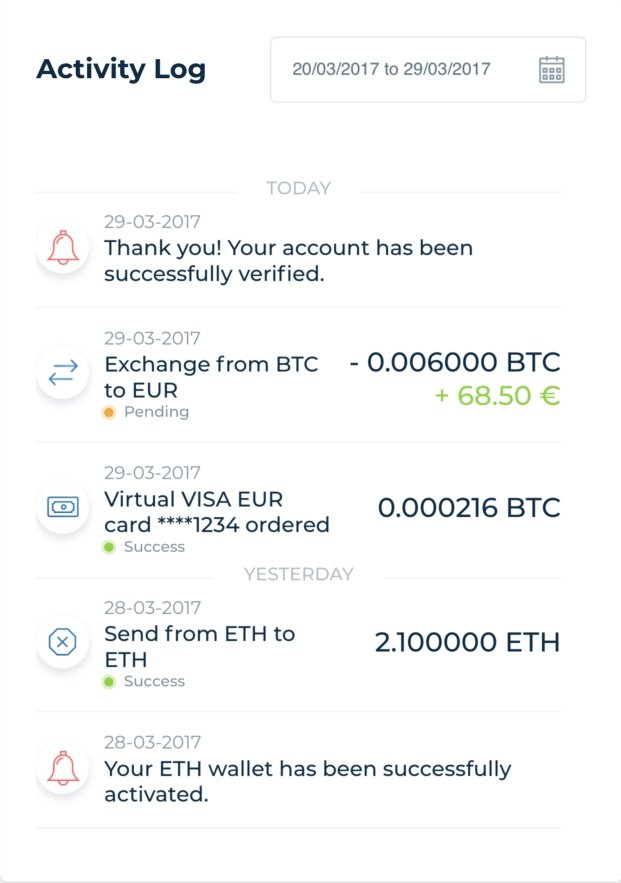 Activity Log
20/03/2017 to 29/03/2017
TODAY
29-03-2017
Thank you! Your account has been
successfully verified.
29-03-2017
Exchange from BTC
to EUR
Pending
- 0.006000 BTC
+ 68.50 €
29-03-2017
Virtual VISA EUR
card ****1234 ordered
Success
0.000216 BTC
YESTERDAY
28-03-2017
Send from ETH to
ETH
Success
2.100000 ETH
28-03-2017
Your ETH wallet has been successfully
activated.